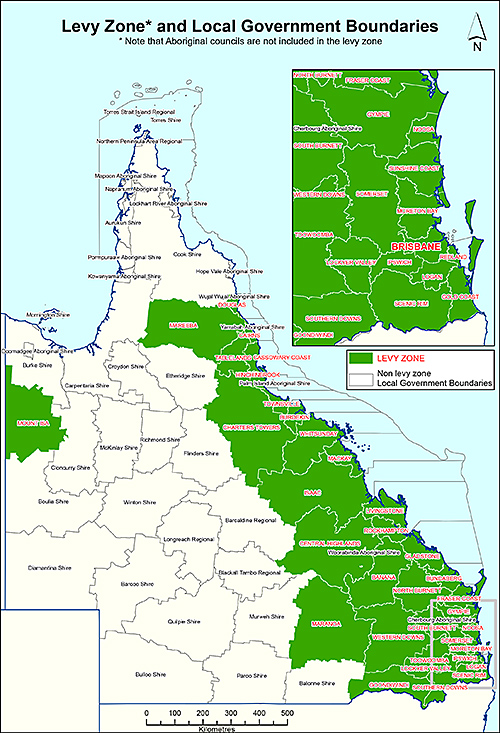 Levy Zone* and Local Government Boundaries
* Note that Aboriginal councils are not included in the levy zone
N
Torres Strait Island Regional
Torres Shire
Northern Peninsula Area Regional
Mapoon Aboriginal Shire
Napranum Aboriginal Shire
Lockhart River Aboriginal Shire
Aurukun Shire
Cook Shire
Pormpuraaw Aboriginal Shire
Hope Vale Aboriginal Shire
Kowanyama Aboriginal Shire
Wujal Wujal Aboriginal Shire
DOUGLAS
Mornington Shire
MAREEBA
Yarrabah Aboriginal Shire
CAIRNS
Doomadgee Aboriginal Shire
TABLELANDS
CASSOWARY COAST
Burke Shire
Croydon Shire
Etheridge Shire
HINCHINBROOK
Palm Island Aboriginal Shire
Carpentaria Shire
TOWNSVILLE
BURDEKIN
MOUNT ISA
CHARTERS TOWERS
WHITSUNDAY
Richmond Shire
McKinlay Shire
Flinders Shire
MACKAY
Cloncurry Shire
ISAAC
Boulia Shire
Winton Shire
LIVINGSTONE
Barcaldine Regional
ROCKHAMPTON
Longreach Regional
CENTRAL HIGHLANDS
Woorabinda Aboriginal Shire
GLADSTONE
Diamantina Shire
Blackall Tambo Regional
BANANA
BUNDABERG
Barcoo Shire
NORTH BURNETT
FRASER COAST
Murweh Shire
GYMPIE
Cherbourg Aboriginal Shire
Quilpie Shire
MARANOA
SOUTH BURNETT
NOOSA
WESTERN DOWNS
SOMERSET
MORETON BAY
TOOWOOMBA
IPSWICH
LOCKYER VALLEY
LOGAN
Bulloo Shire
Paroo Shire
SCENIC RIM
Balonne Shire
GOONDIWINDI
SOUTHERN DOWNS
NORTH BURNETT
FRASER COAST
GYMPIE
Cherbourg Aboriginal Shire
NOOSA
SOUTH BURNETT
SUNSHINE COAST
WESTERN DOWNS
SOMERSET
MORETON BAY
TOOWOOMBA
BRISBANE
REDLAND
LOCKYER VALLEY
IPSWICH
LOGAN
GOLD COAST
SCENIC RIM
SOUTHERN DOWNS
GOONDIWINDI
LEVY ZONE
Non levy zone
Local Government Boundaries
0 100 200 300 400 500
Kilometres